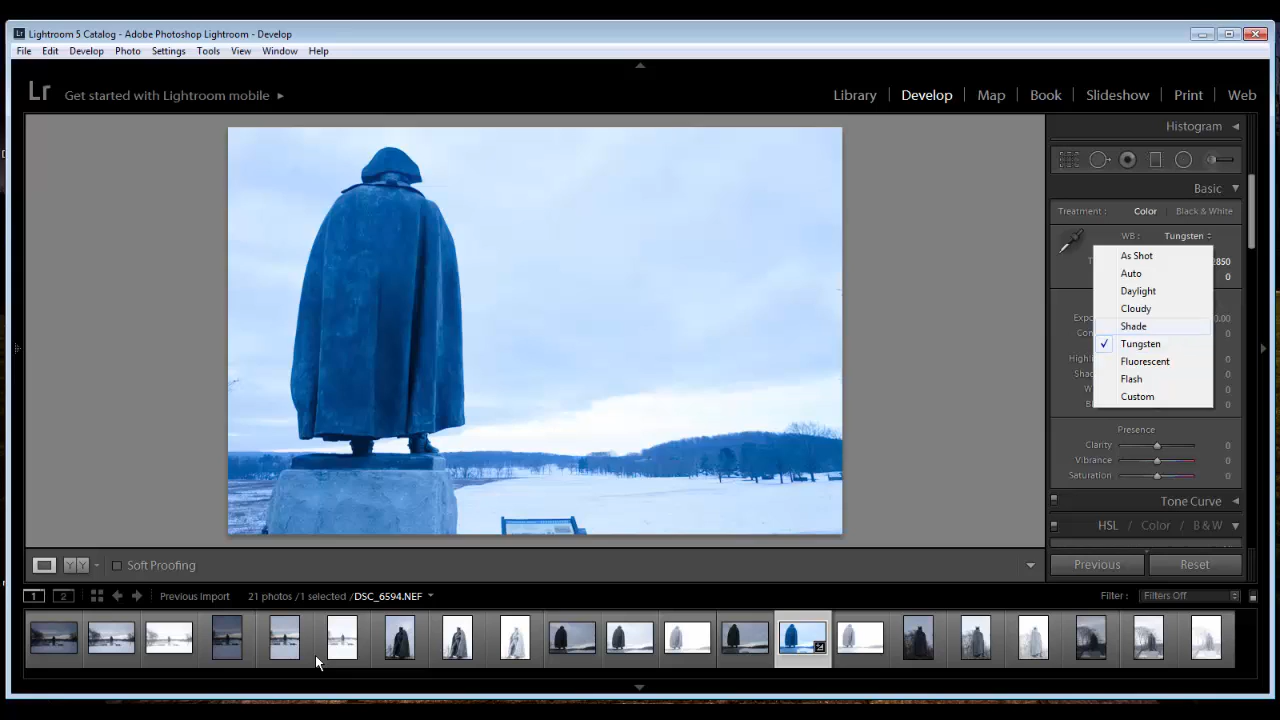 Lightroom 5 Catalog - Adobe Photoshop Lightroom - Develop
File Edit Develop Photo Settings Tools View Window Help
Lr Get started with Lightroom mobile
Library Develop Map Book Slideshow Print Web
Histogram
Basic
Treatment : Color Black & White
WB : Tungsten
As Shot
2850
Auto
0
Daylight
Cloudy
Shade
Tungsten
Fluorescent
Flash
Custom
Presence
Clarity 0
Vibrance 0
Saturation 0
Tone Curve
HSL / Color / B & W
Previous Reset
Y Y Soft Proofing
1 2 Previous Import 21 photos /1 selected /DSC_6594.NEF Filter : Filters Off